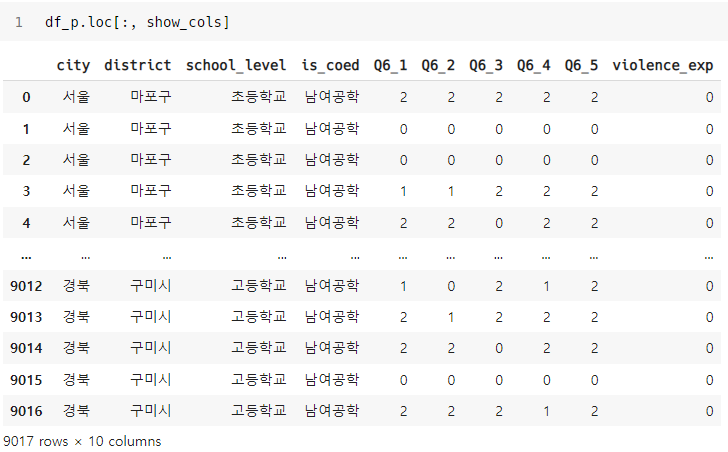 1 df_p.loc[:, show_cols]
city district school_level is_coed Q6_1 Q6_2 Q6_3 Q6_4 Q6_5 violence_exp
0 서울 마포구 초등학교 남여공학 2 2 2 2 2 0
1 서울 마포구 초등학교 남여공학 0 0 0 0 0 0
2 서울 마포구 초등학교 남여공학 0 0 0 0 0 0
3 서울 마포구 초등학교 남여공학 1 1 2 2 2 0
4 서울 마포구 초등학교 남여공학 2 2 0 2 2 0
... ... ... ... ... ... ... ... ... ... ...
9012 경북 구미시 고등학교 남여공학 1 0 2 1 2 0
9013 경북 구미시 고등학교 남여공학 2 1 2 2 2 0
9014 경북 구미시 고등학교 남여공학 2 2 0 2 2 0
9015 경북 구미시 고등학교 남여공학 0 0 0 0 0 0
9016 경북 구미시 고등학교 남여공학 2 2 2 1 2 0
9017 rows × 10 columns